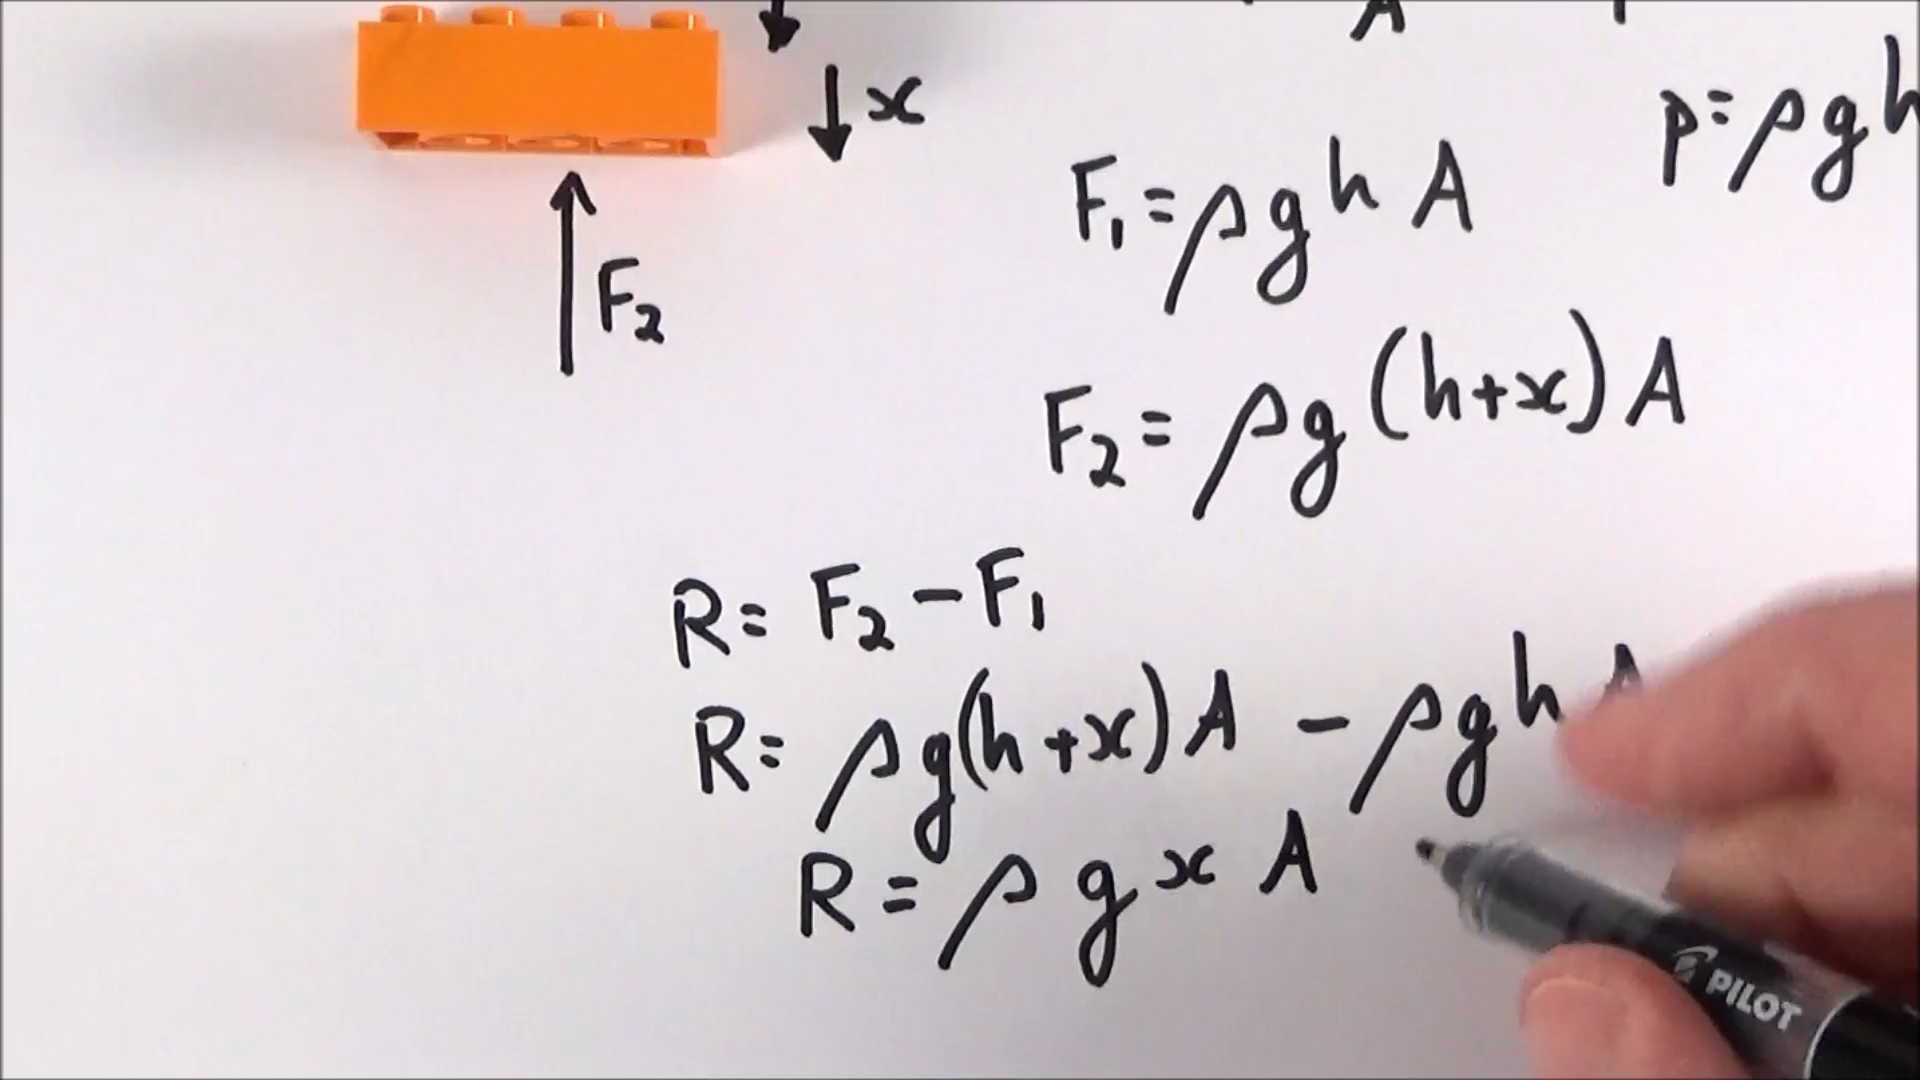 A
x
p=ρgh
F₁=ρghA
F₂
F₂=ρg(h+x)A
R=F₂-F₁
R=ρg(h+x)A-ρgh
R=ρgxA
PILOT